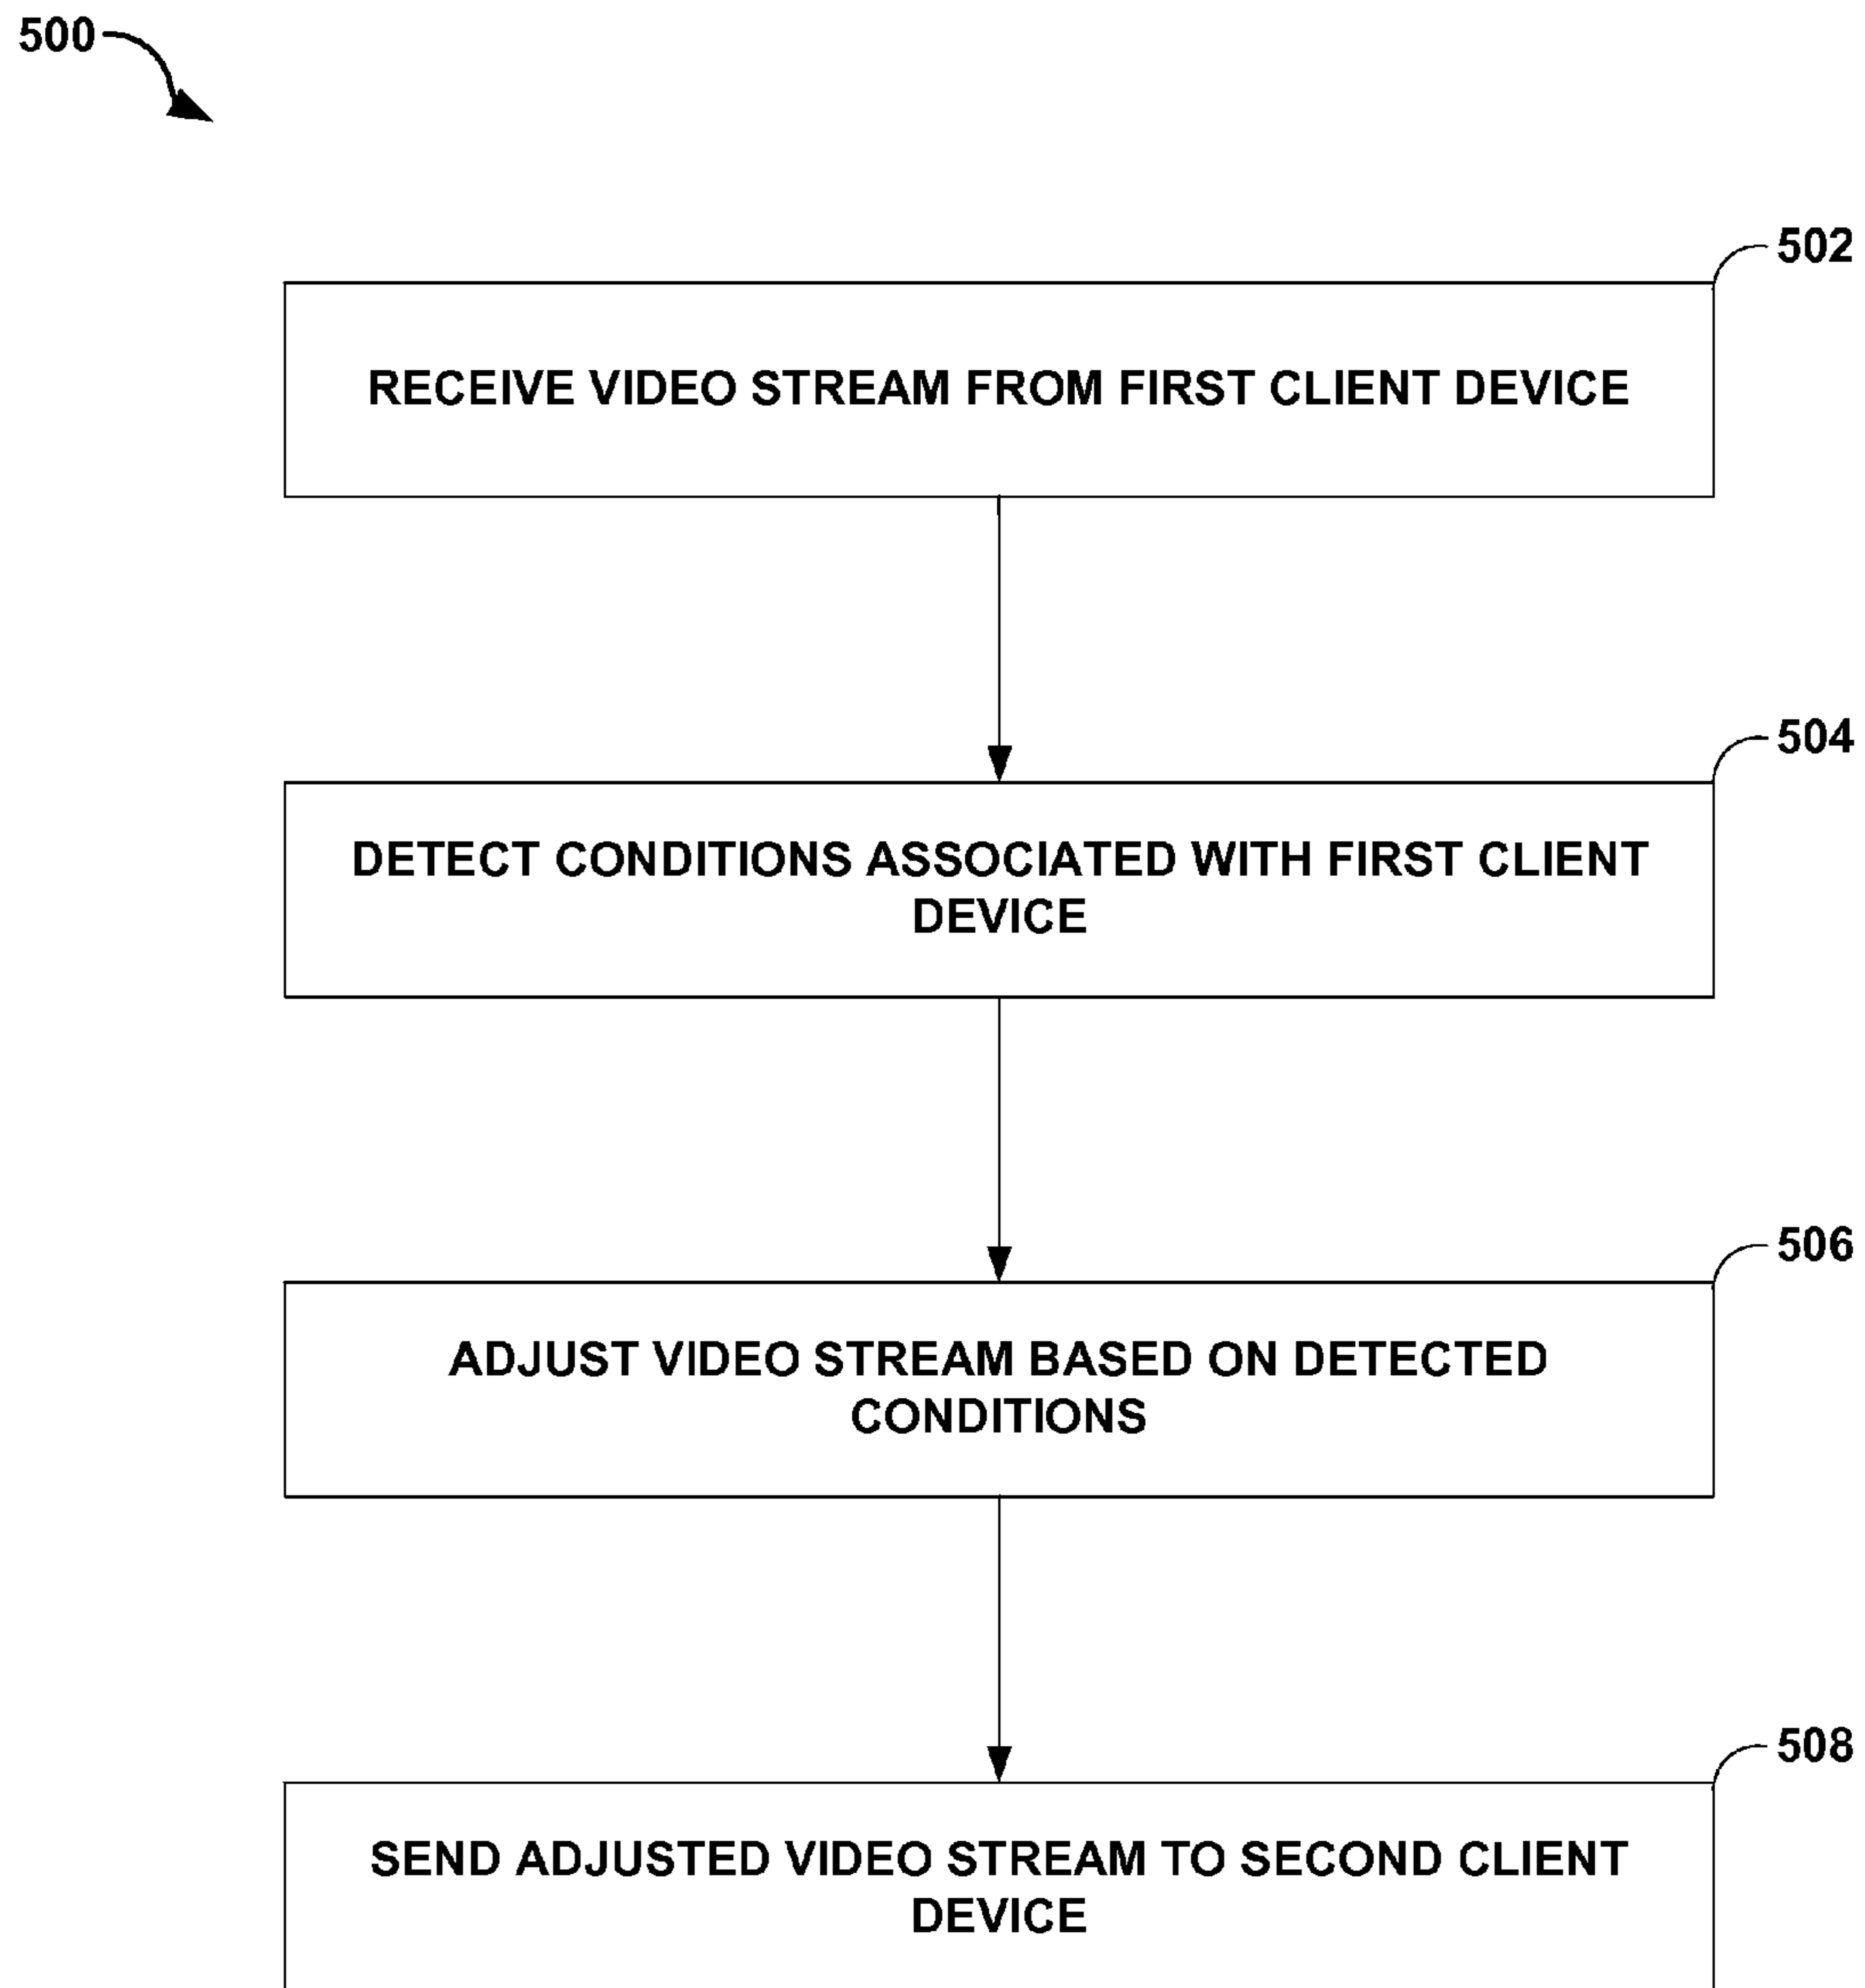 500
502
RECEIVE VIDEO STREAM FROM FIRST CLIENT DEVICE
504
DETECT CONDITIONS ASSOCIATED WITH FIRST CLIENT
DEVICE
506
ADJUST VIDEO STREAM BASED ON DETECTED
CONDITIONS
508
SEND ADJUSTED VIDEO STREAM TO SECOND CLIENT
DEVICE